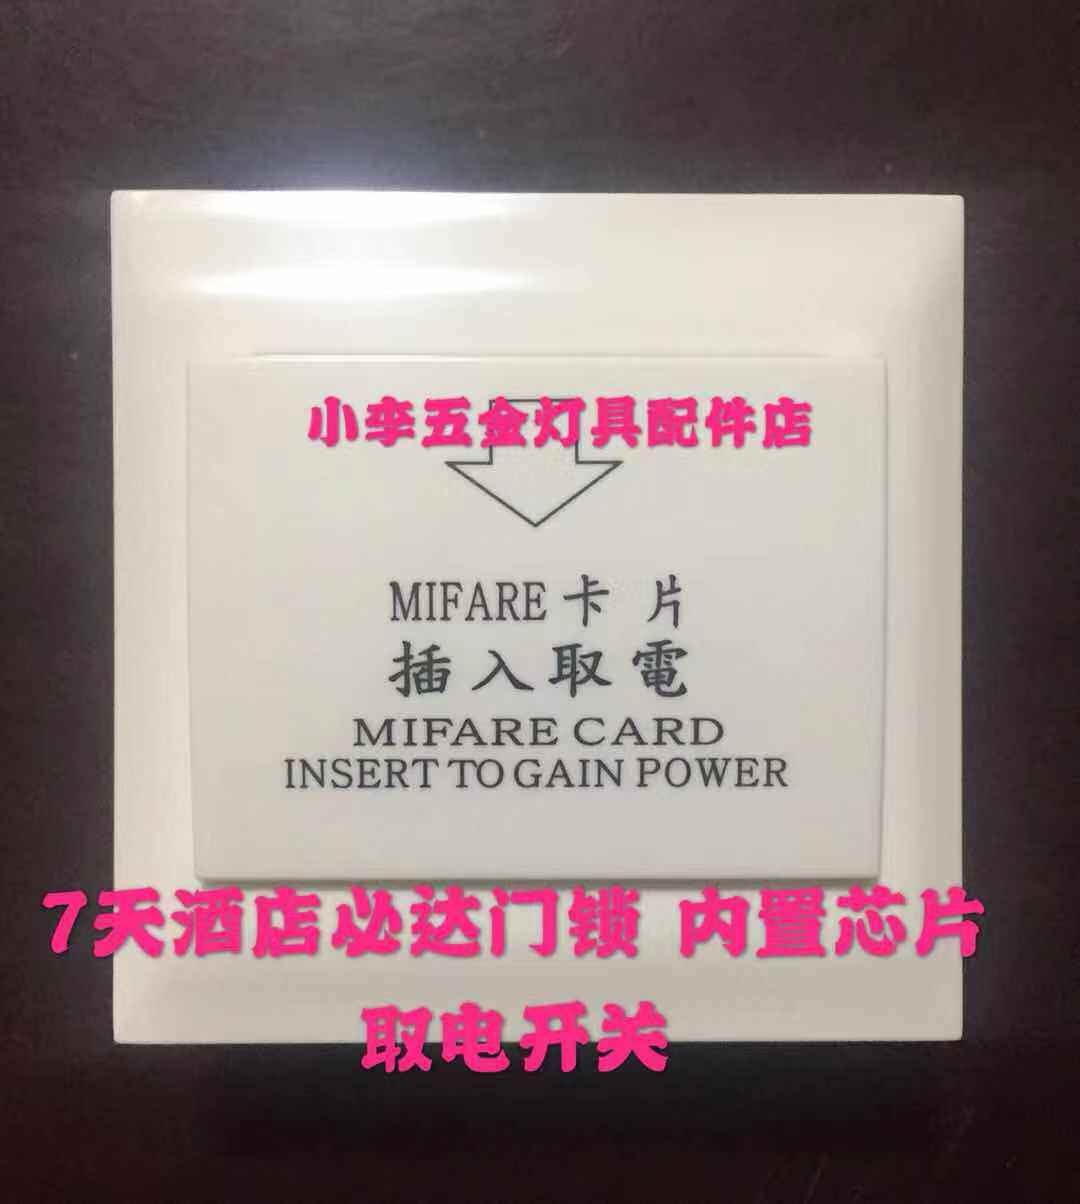 小李五金灯具配件店
MIFARE 卡 片
插入取電
MIFARE CARD
INSERT TO GAIN POWER
7天酒店必达门锁 内置芯片
取电开关